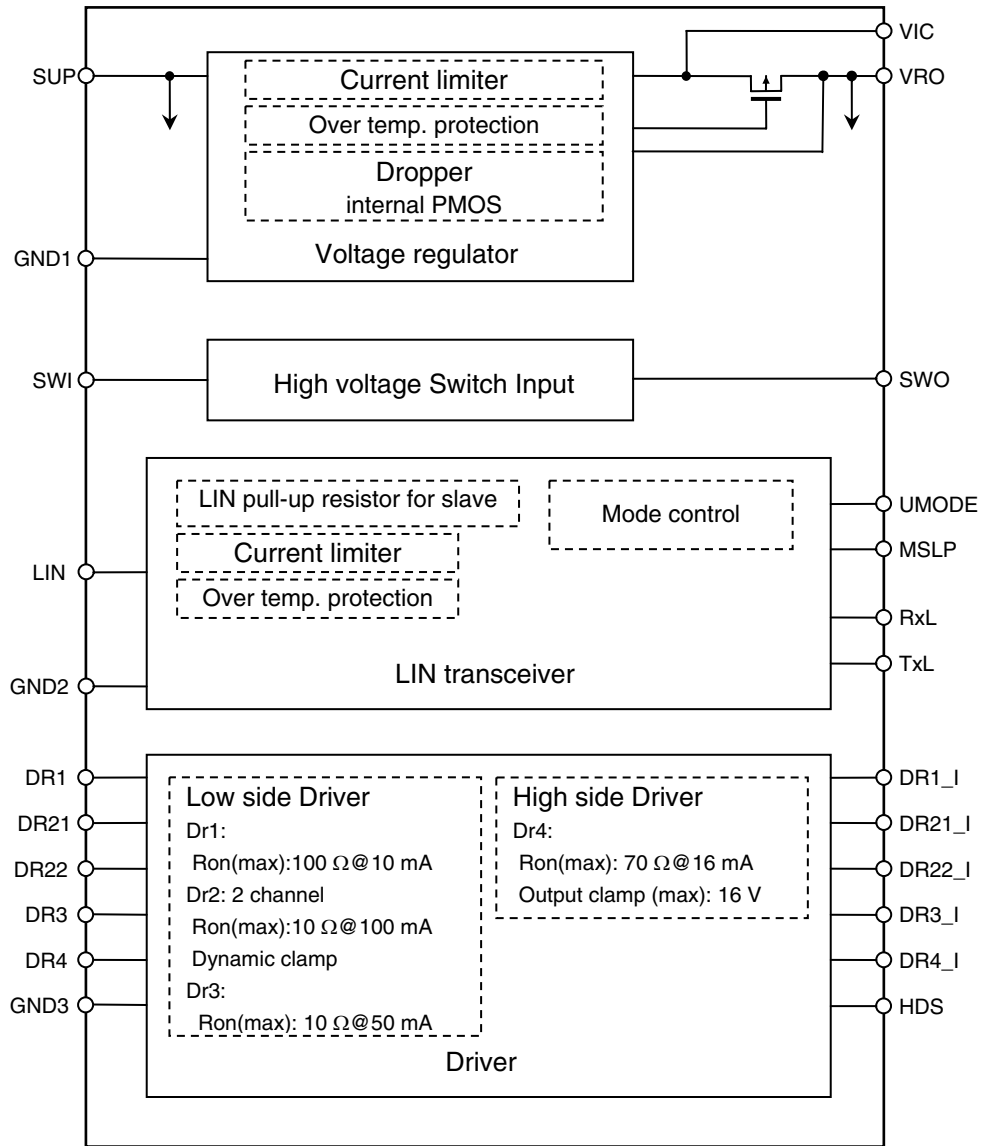 VIC
SUP
VRO
Current limiter
Over temp. protection
Dropper
internal PMOS
Voltage regulator
GND1
SWI
High voltage Switch Input
SWO
LIN pull-up resistor for slave
Mode control
UMODE
MSLP
Current limiter
LIN
Over temp. protection
RxL
TxL
LIN transceiver
GND2
DR1
DR21
DR22
DR3
DR4
GND3
Low side Driver
Dr1:
Ron(max):100 Ω@10 mA
Dr2: 2 channel
Ron(max):10 Ω@100 mA
Dynamic clamp
Dr3:
Ron(max): 10 Ω@50 mA
High side Driver
Dr4:
Ron(max): 70 Ω@16 mA
Output clamp (max): 16 V
Driver
DR1_I
DR21_I
DR22_I
DR3_I
DR4_I
HDS